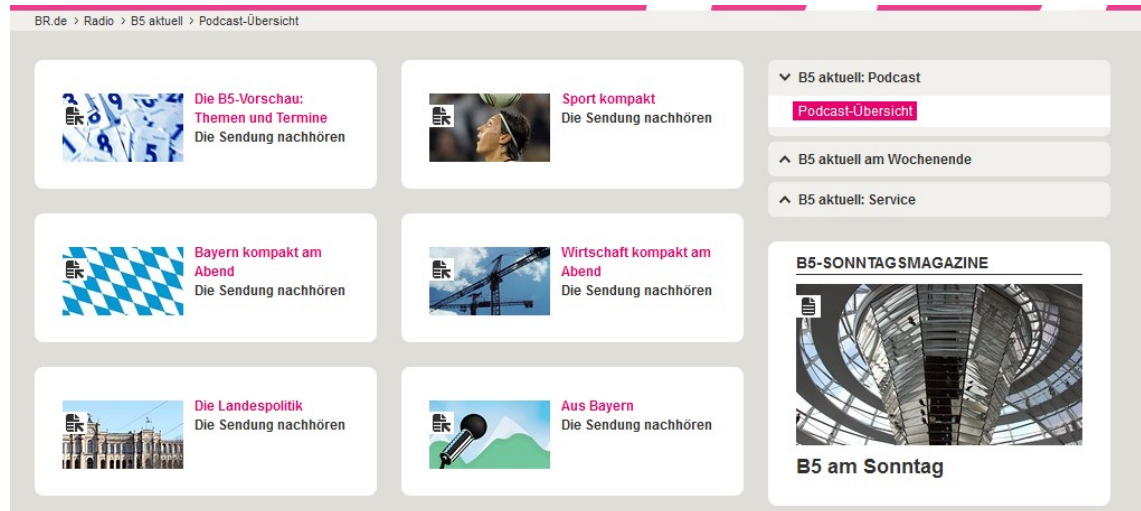 BR.de > Radio > B5 aktuell > Podcast-Übersicht
Die B5-Vorschau:
Themen und Termine
Die Sendung nachhören
Sport kompakt
Die Sendung nachhören
Bayern kompakt am
Abend
Die Sendung nachhören
Wirtschaft kompakt am
Abend
Die Sendung nachhören
Die Landespolitik
Die Sendung nachhören
Aus Bayern
Die Sendung nachhören
B5 aktuell: Podcast
Podcast-Übersicht
B5 aktuell am Wochenende
B5 aktuell: Service
B5-SONNTAGSMAGAZINE
B5 am Sonntag